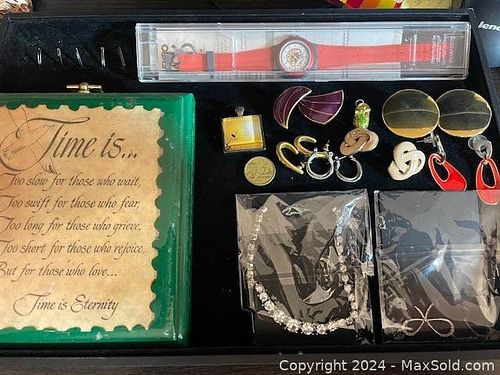 Time is...
Too slow for those who wait,
Too swift for those who fear,
Too long for those who grieve,
Too short for those who rejoice,
But for those who love...
Time is Eternity
Copyright © 2024 - MaxSold.com